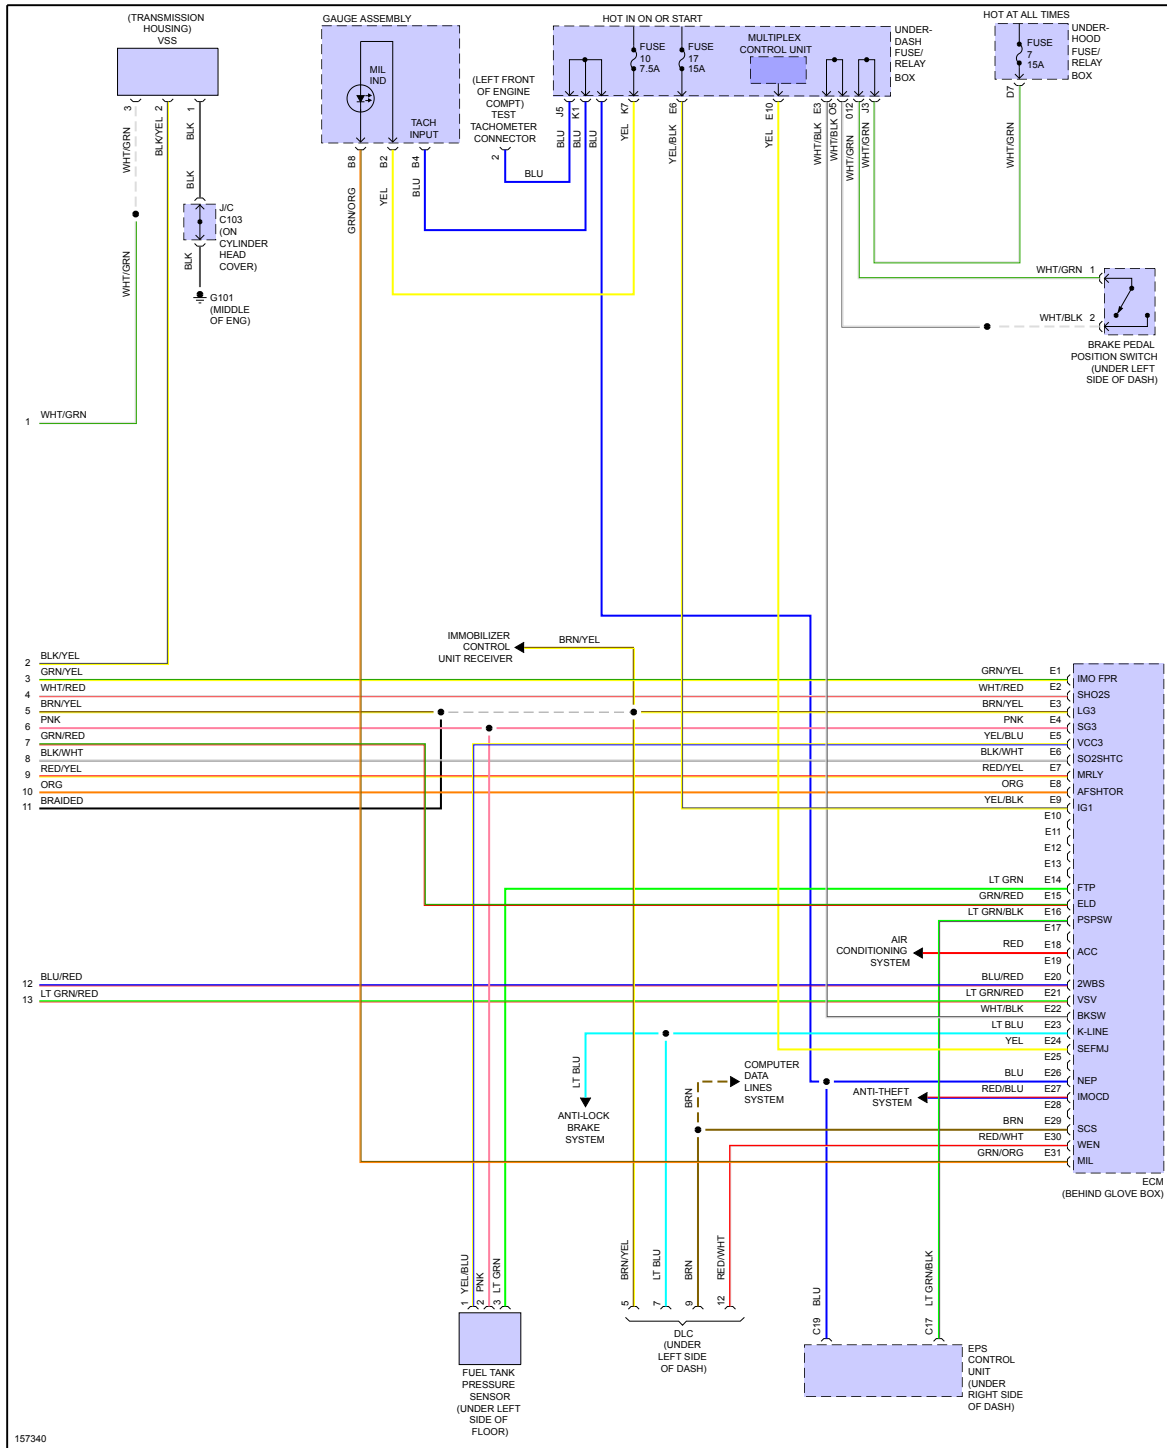 (TRANSMISSION
HOUSING)
VSS
3
2
1
WHT/GRN
BLK/YEL
BLK
BLK
J/C
C103
(ON
CYLINDER
HEAD
COVER)
WHT/GRN
BLK
G101
(MIDDLE
OF ENG)
GAUGE ASSEMBLY
MIL
IND
TACH
INPUT
B8
B2
B4
GRN/ORG
YEL
BLU
(LEFT FRONT
OF ENGINE
COMPT)
TEST
TACHOMETER
CONNECTOR
2
BLU
HOT IN ON OR START
FUSE
10
7.5A
FUSE
17
15A
MULTIPLEX
CONTROL UNIT
UNDER-
DASH
FUSE/
RELAY
BOX
J5
K1
K7
E6
E10
E3
O5
012
J3
BLU
BLU
BLU
YEL
YEL/BLK
YEL
WHT/BLK
WHT/BLK
WHT/GRN
WHT/GRN
HOT AT ALL TIMES
FUSE
7
15A
UNDER-
HOOD
FUSE/
RELAY
BOX
D7
WHT/GRN
WHT/GRN 1
WHT/BLK 2
BRAKE PEDAL
POSITION SWITCH
(UNDER LEFT
SIDE OF DASH)
1 WHT/GRN
2 BLK/YEL
3 GRN/YEL
4 WHT/RED
5 BRN/YEL
6 PNK
7 GRN/RED
8 BLK/WHT
9 RED/YEL
10 ORG
11 BRAIDED
12 BLU/RED
13 LT GRN/RED
IMMOBILIZER
CONTROL
UNIT RECEIVER
BRN/YEL
GRN/YEL E1 IMO FPR
WHT/RED E2 SHO2S
BRN/YEL E3 LG3
PNK E4 SG3
YEL/BLU E5 VCC3
BLK/WHT E6 SO2SHTC
RED/YEL E7 MRLY
ORG E8 AFSHTOR
YEL/BLK E9 IG1
E10
E11
E12
E13
LT GRN E14 FTP
GRN/RED E15 ELD
LT GRN/BLK E16 PSPSW
E17
AIR
CONDITIONING
SYSTEM
RED E18 ACC
E19
BLU/RED E20 2WBS
LT GRN/RED E21 VSV
WHT/BLK E22 BKSW
LT BLU E23 K-LINE
YEL E24 SEFMJ
E25
BLU E26 NEP
RED/BLU E27 IMOCD
E28
BRN E29 SCS
RED/WHT E30 WEN
GRN/ORG E31 MIL
ECM
(BEHIND GLOVE BOX)
LT BLU
ANTI-LOCK
BRAKE
SYSTEM
BRN
COMPUTER
DATA
LINES
SYSTEM
ANTI-THEFT
SYSTEM
YEL/BLU
PNK
LT GRN
1
2
3
FUEL TANK
PRESSURE
SENSOR
(UNDER LEFT
SIDE OF
FLOOR)
BRN/YEL
LT BLU
BRN
RED/WHT
5
7
9
12
DLC
(UNDER
LEFT SIDE
OF DASH)
BLU
LT GRN/BLK
C19
C17
EPS
CONTROL
UNIT
(UNDER
RIGHT SIDE
OF DASH)
157340